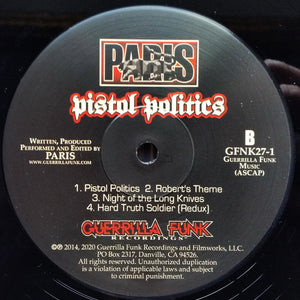 PARIS
pistol politics
WRITTEN, PRODUCED
PERFORMED AND EDITED BY
PARIS
WWW.GUERRILLAFUNK.COM
B
GFNK27-1
GUERRILLA FUNK
MUSIC
(ASCAP)
1. Pistol Politics 2. Robert's Theme
3. Night of the Long Knives
4. Hard Truth Soldier (Redux)
GUERRILLA FUNK
RECORDINGS
©℗ 2014, 2020 Guerrilla Funk Recordings and Filmworks, LLC.
PO Box 2317, Danville, CA 94526.
All rights reserved. Unauthorized duplication
is a violation of applicable laws and subject
to criminal punishment.